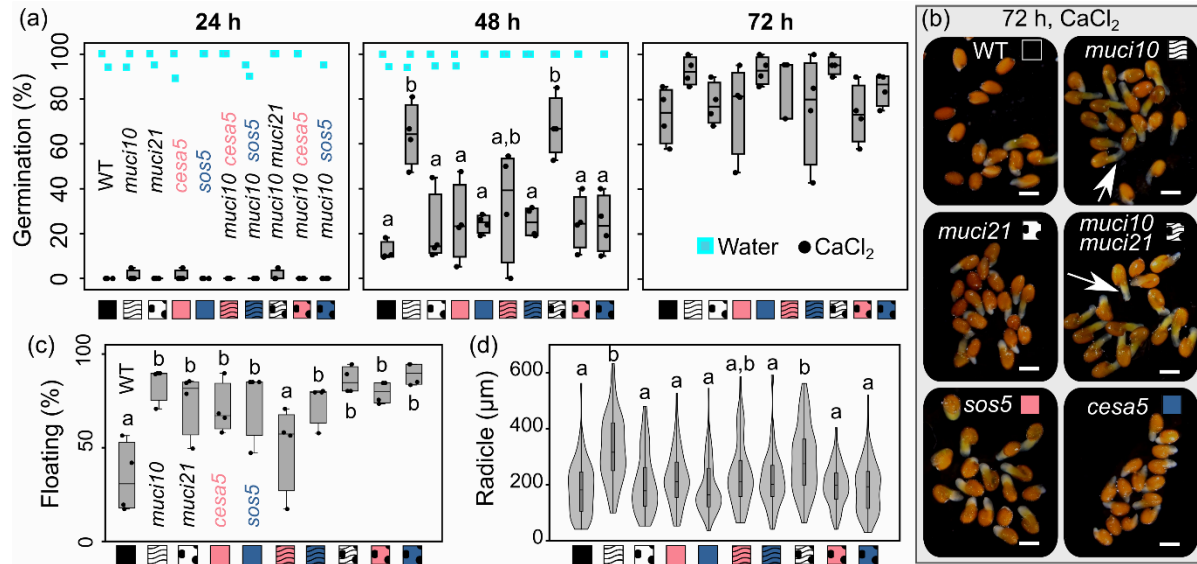 (a)
24 h
48 h
72 h
Germination (%)
100
80
60
40
20
0
WT
muci10
muci21
cesa5
sos5
muci10 cesa5
muci10 sos5
muci10 muci21
muci10 cesa5
muci10 sos5
a
b
a
a
a
a,b
a
b
a
a
Water
CaCl2
(b)
72 h, CaCl2
WT
muci10
muci21
muci10
muci21
sos5
cesa5
(c)
Floating (%)
100
50
0
WT
muci10
muci21
cesa5
sos5
a
b
b
b
b
a
b
b
b
b
(d)
Radicle (µm)
600
400
200
0
a
b
a
a
a
a,b
a
b
a
a